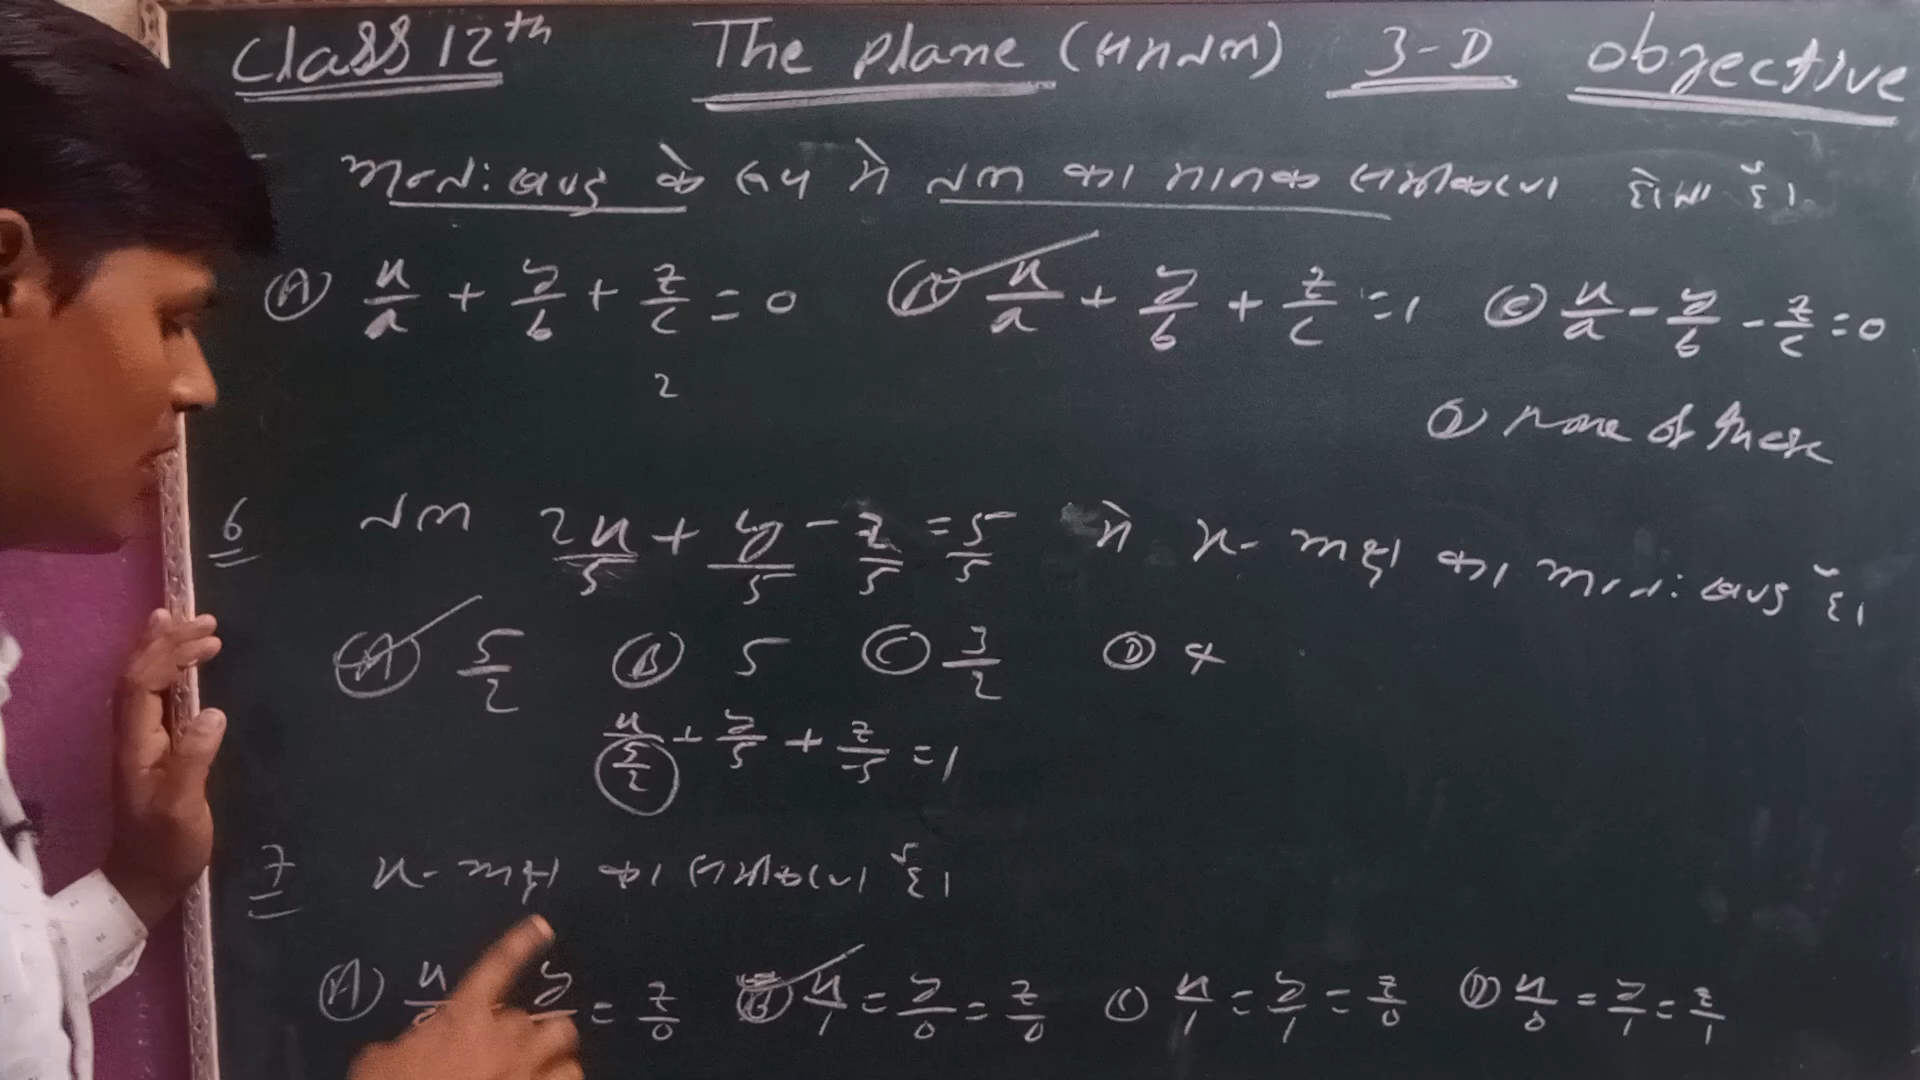 Class 12th The plane (समतल) 3-D objective
अन्तः खण्ड के रूप में तल का मानक समीकरण होता है।
(A) x/a + y/b + z/c = 0 (B) x/a + y/b + z/c = 1 (C) x/a - y/b - z/c = 0
2
(D) None of these
6 तल 2x/5 + y/5 - z/5 = 5/5 में x-अक्ष का अन्तः खण्ड है।
(A) 5/2 (B) 5 (C) 3/2 (D) 4
x/(5/2) + y/5 + z/-5 = 1
7 x-अक्ष का समीकरण है।
(A) x y = z/0 (B) x/1 = y/0 = z/0 (C) x/1 = y/1 = z/0 (D) x/0 = y/1 = z/1